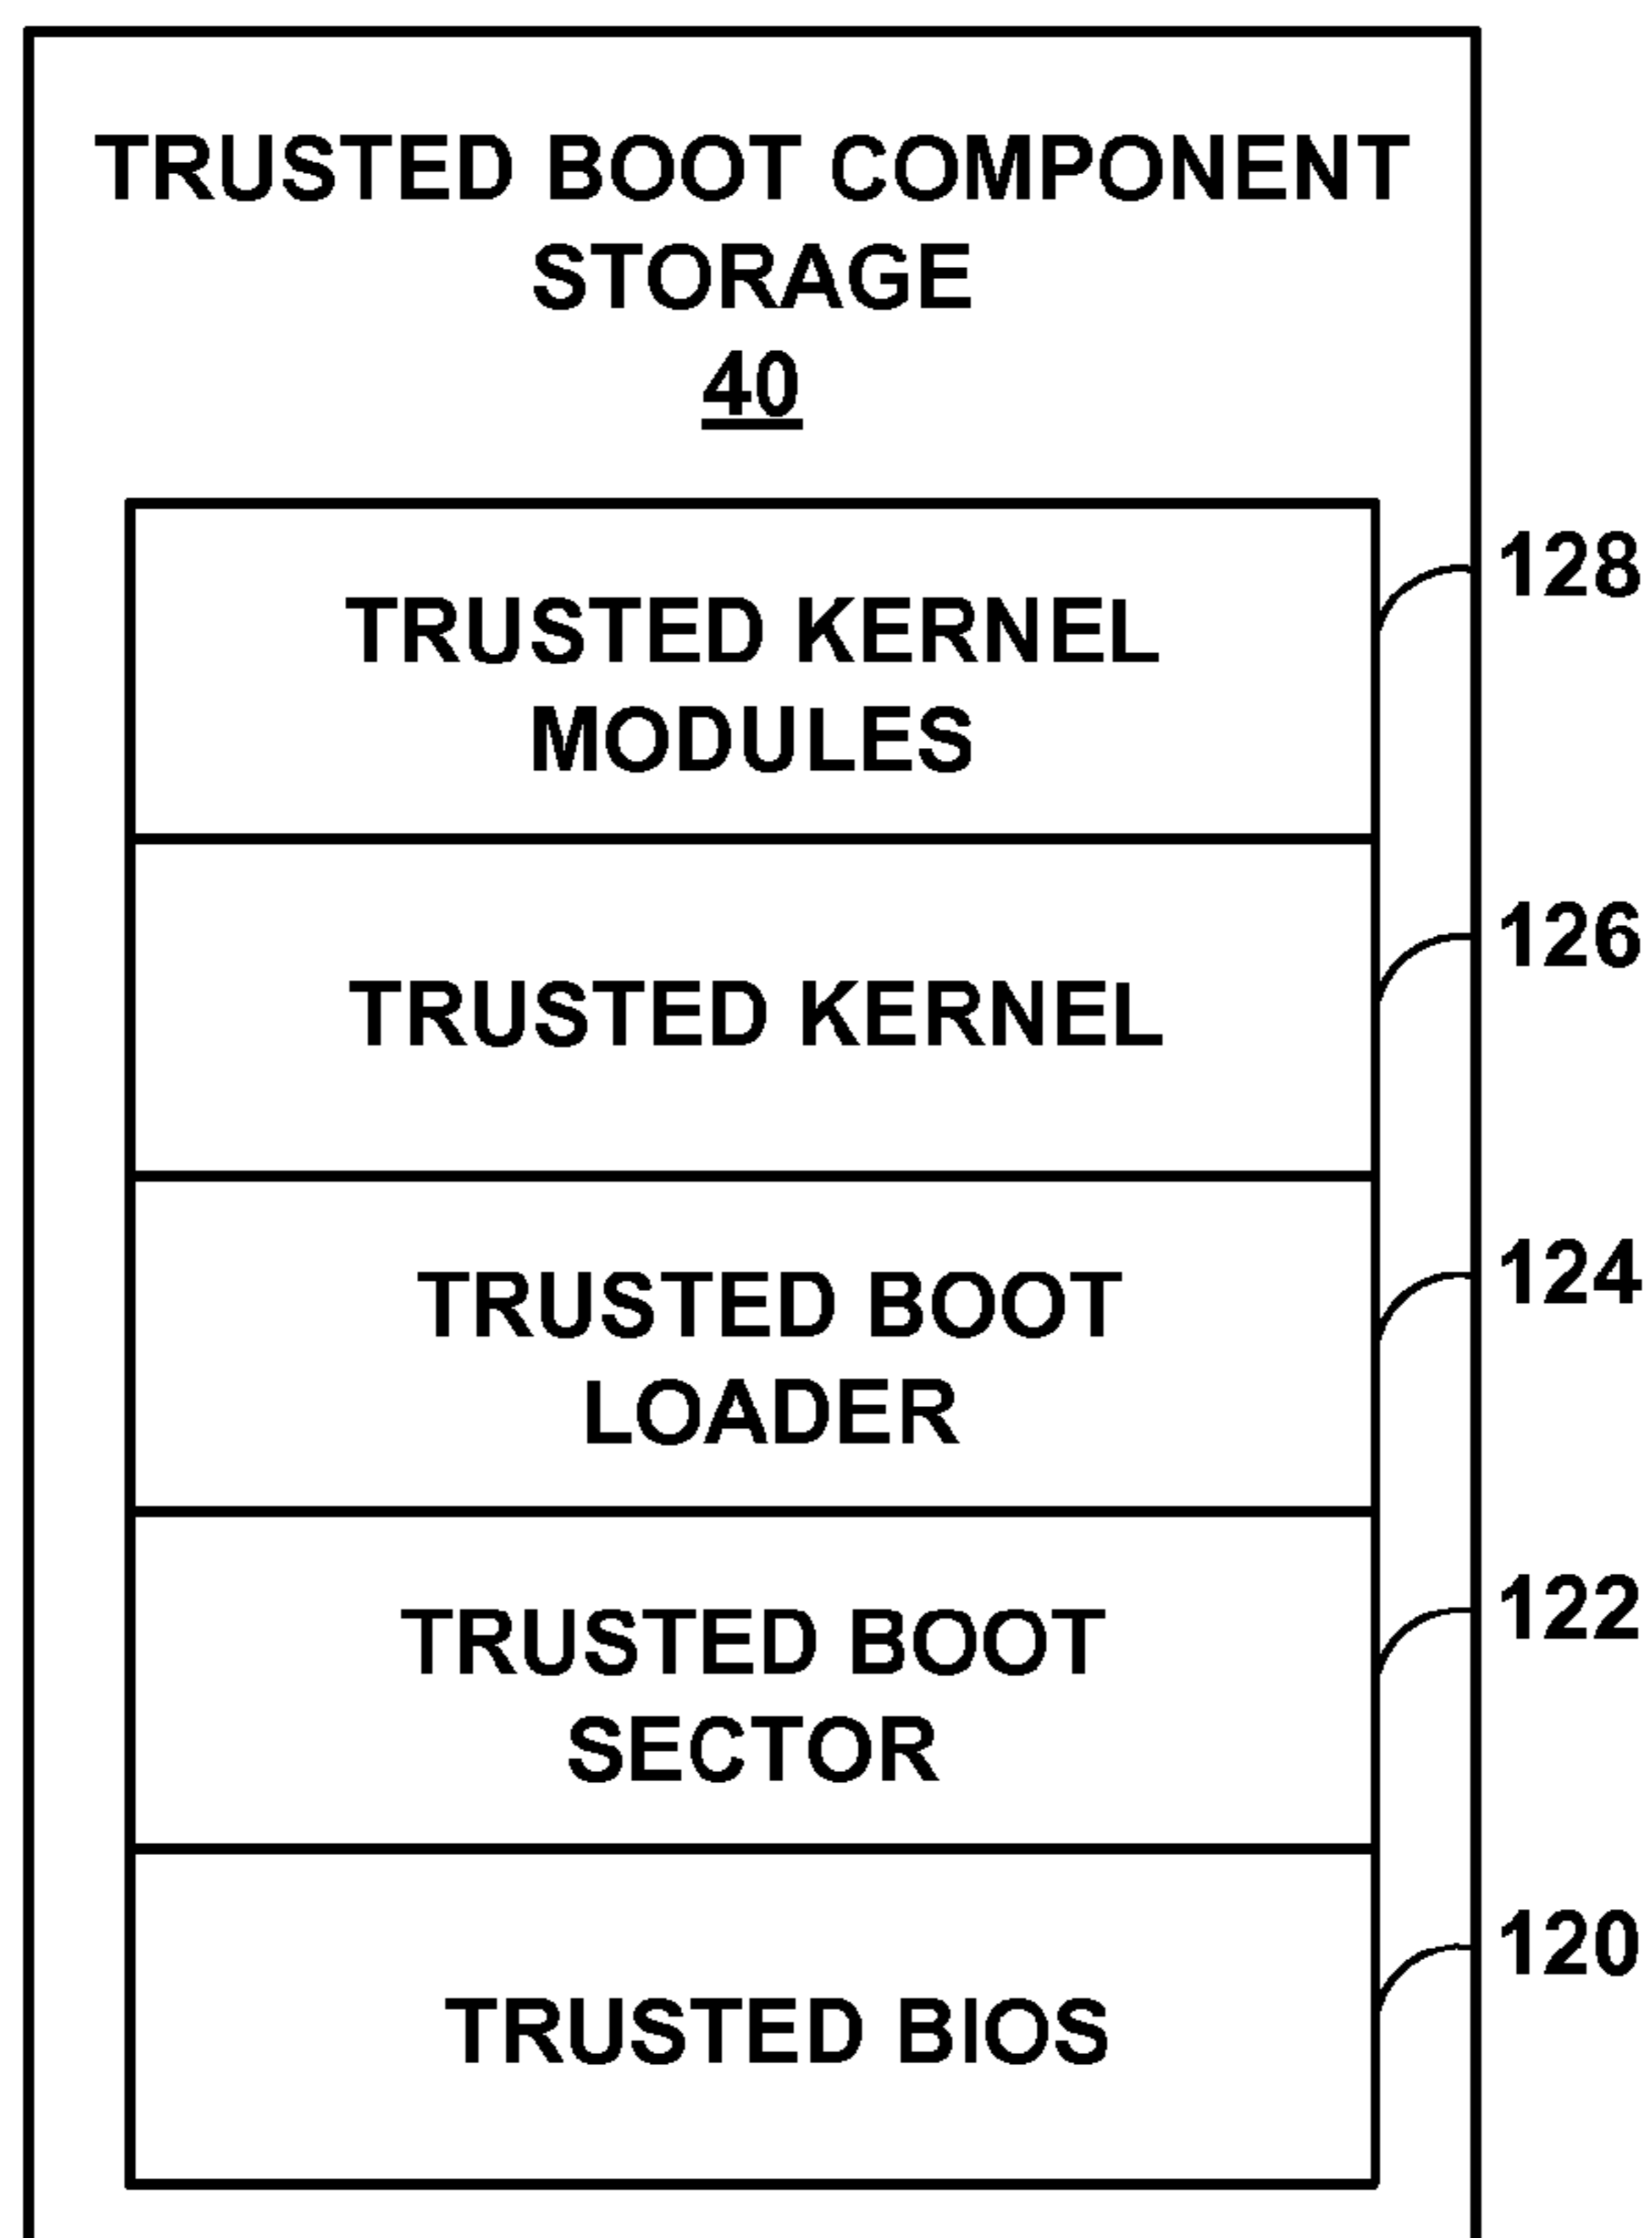 TRUSTED BOOT COMPONENT
STORAGE
40
128
TRUSTED KERNEL
MODULES
126
TRUSTED KERNEL
124
TRUSTED BOOT
LOADER
122
TRUSTED BOOT
SECTOR
120
TRUSTED BIOS